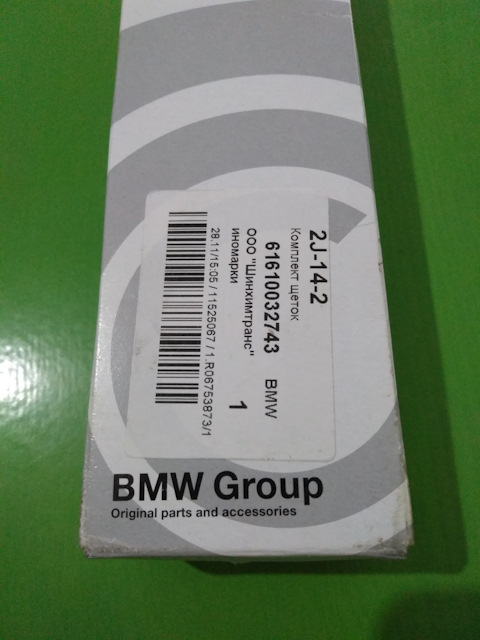 2J-14-2
Комплект щеток
61610032743 BMW
ООО "Шинхимтранс" 1
иномарки
28.11/15:05 / 11525067 / 1.R06753873/1
BMW Group
Original parts and accessories